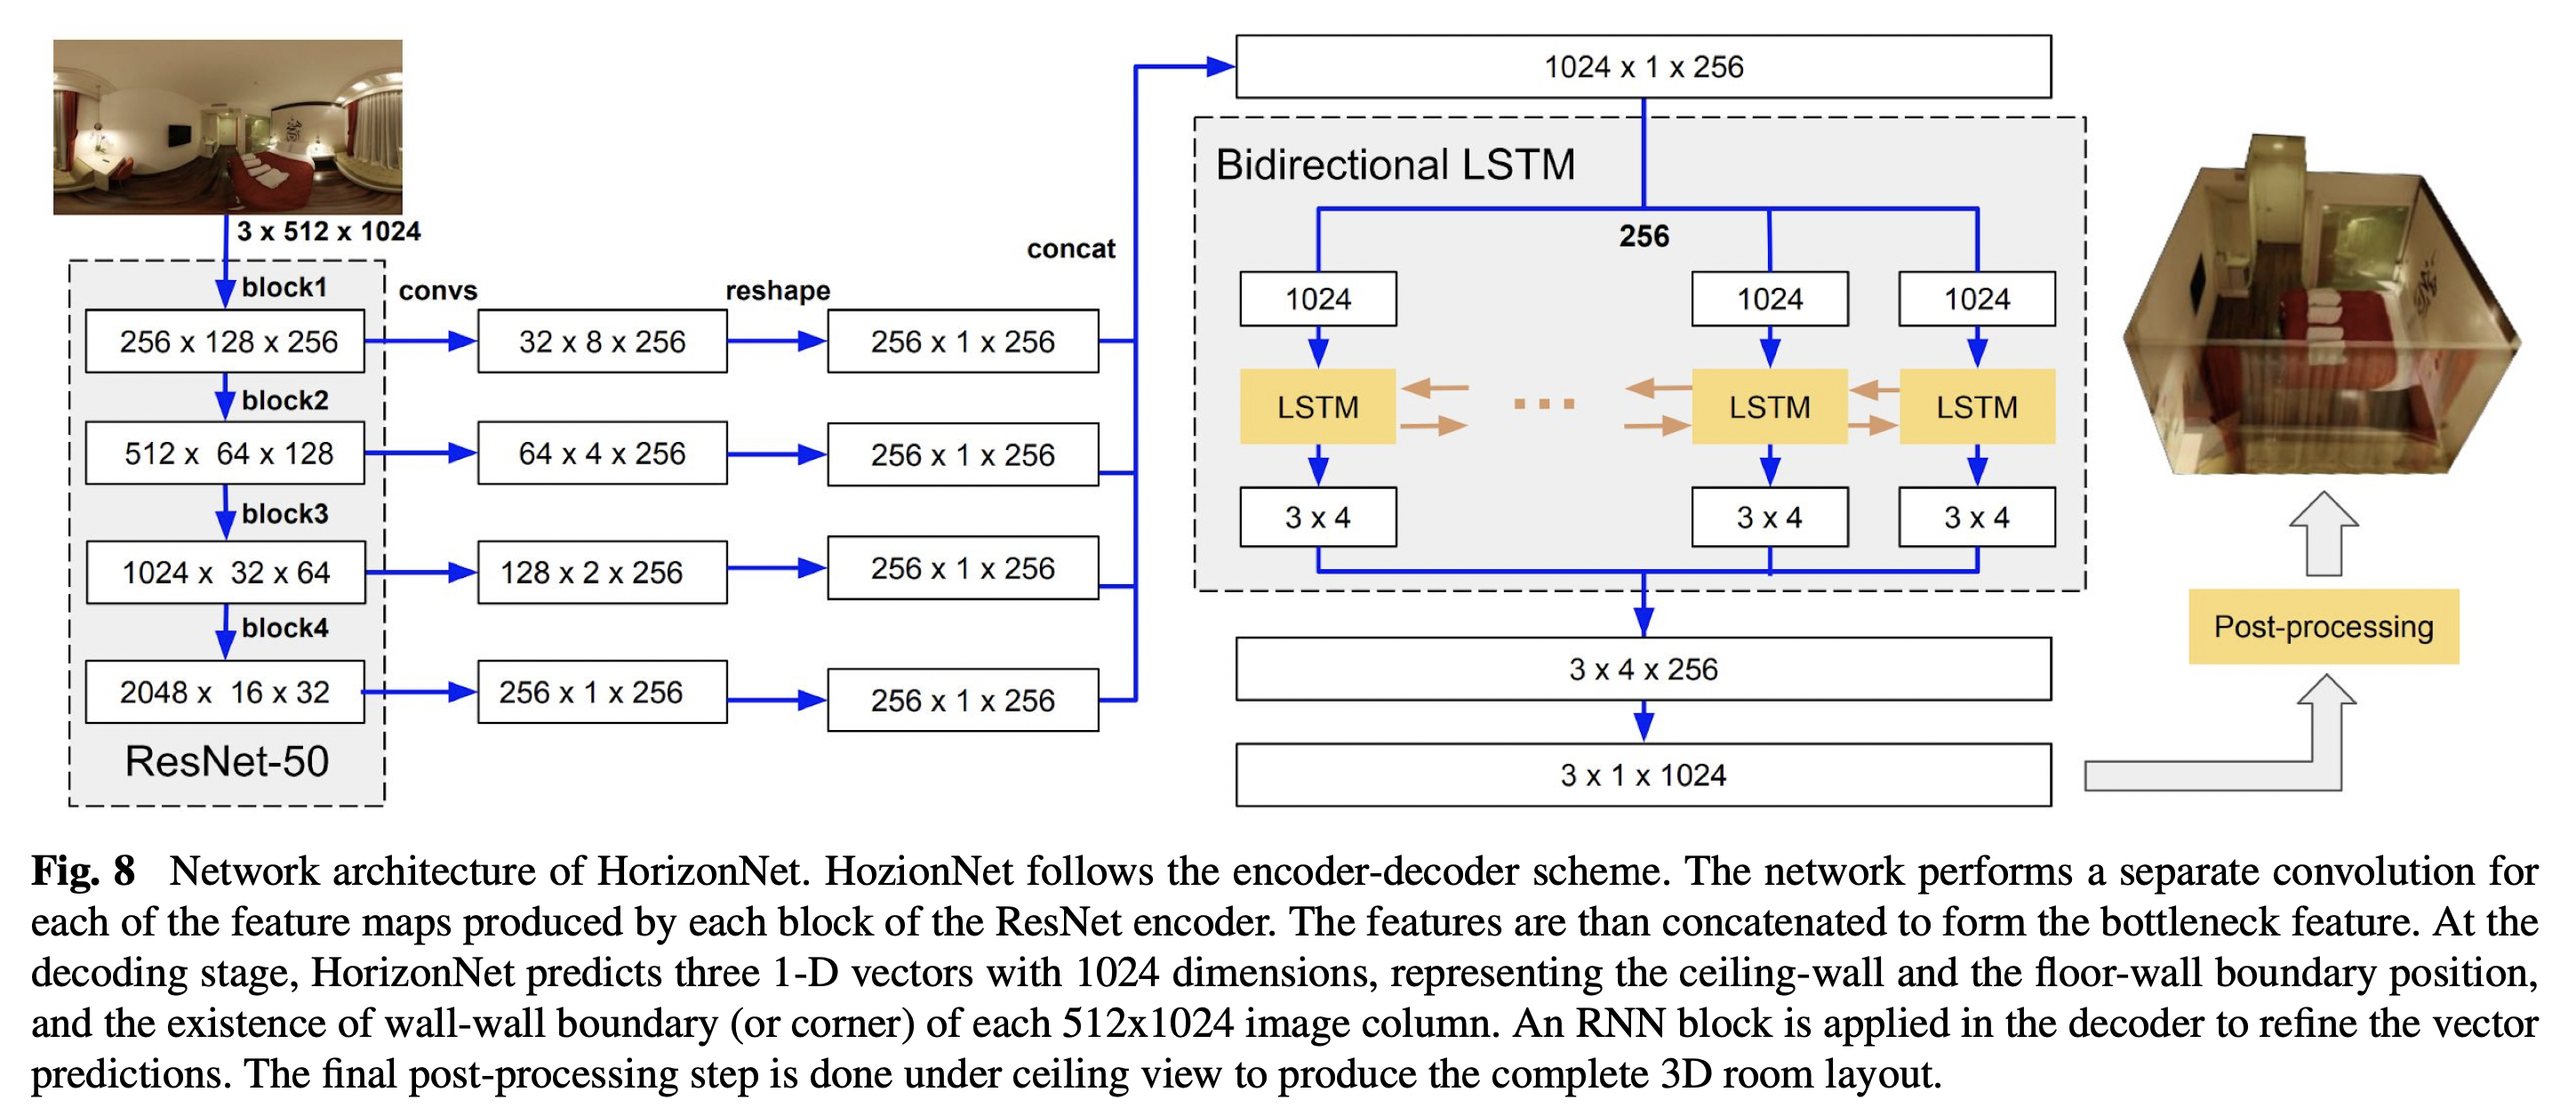 3 x 512 x 1024
block1
256 x 128 x 256
block2
512 x 64 x 128
block3
1024 x 32 x 64
block4
2048 x 16 x 32
ResNet-50
convs
32 x 8 x 256
64 x 4 x 256
128 x 2 x 256
256 x 1 x 256
reshape
256 x 1 x 256
256 x 1 x 256
256 x 1 x 256
256 x 1 x 256
concat
1024 x 1 x 256
Bidirectional LSTM
256
1024 1024 1024
LSTM ... LSTM LSTM
3 x 4 3 x 4 3 x 4
3 x 4 x 256
3 x 1 x 1024
Post-processing
Fig. 8 Network architecture of HorizonNet. HozionNet follows the encoder-decoder scheme. The network performs a separate convolution for
each of the feature maps produced by each block of the ResNet encoder. The features are than concatenated to form the bottleneck feature. At the
decoding stage, HorizonNet predicts three 1-D vectors with 1024 dimensions, representing the ceiling-wall and the floor-wall boundary position,
and the existence of wall-wall boundary (or corner) of each 512x1024 image column. An RNN block is applied in the decoder to refine the vector
predictions. The final post-processing step is done under ceiling view to produce the complete 3D room layout.